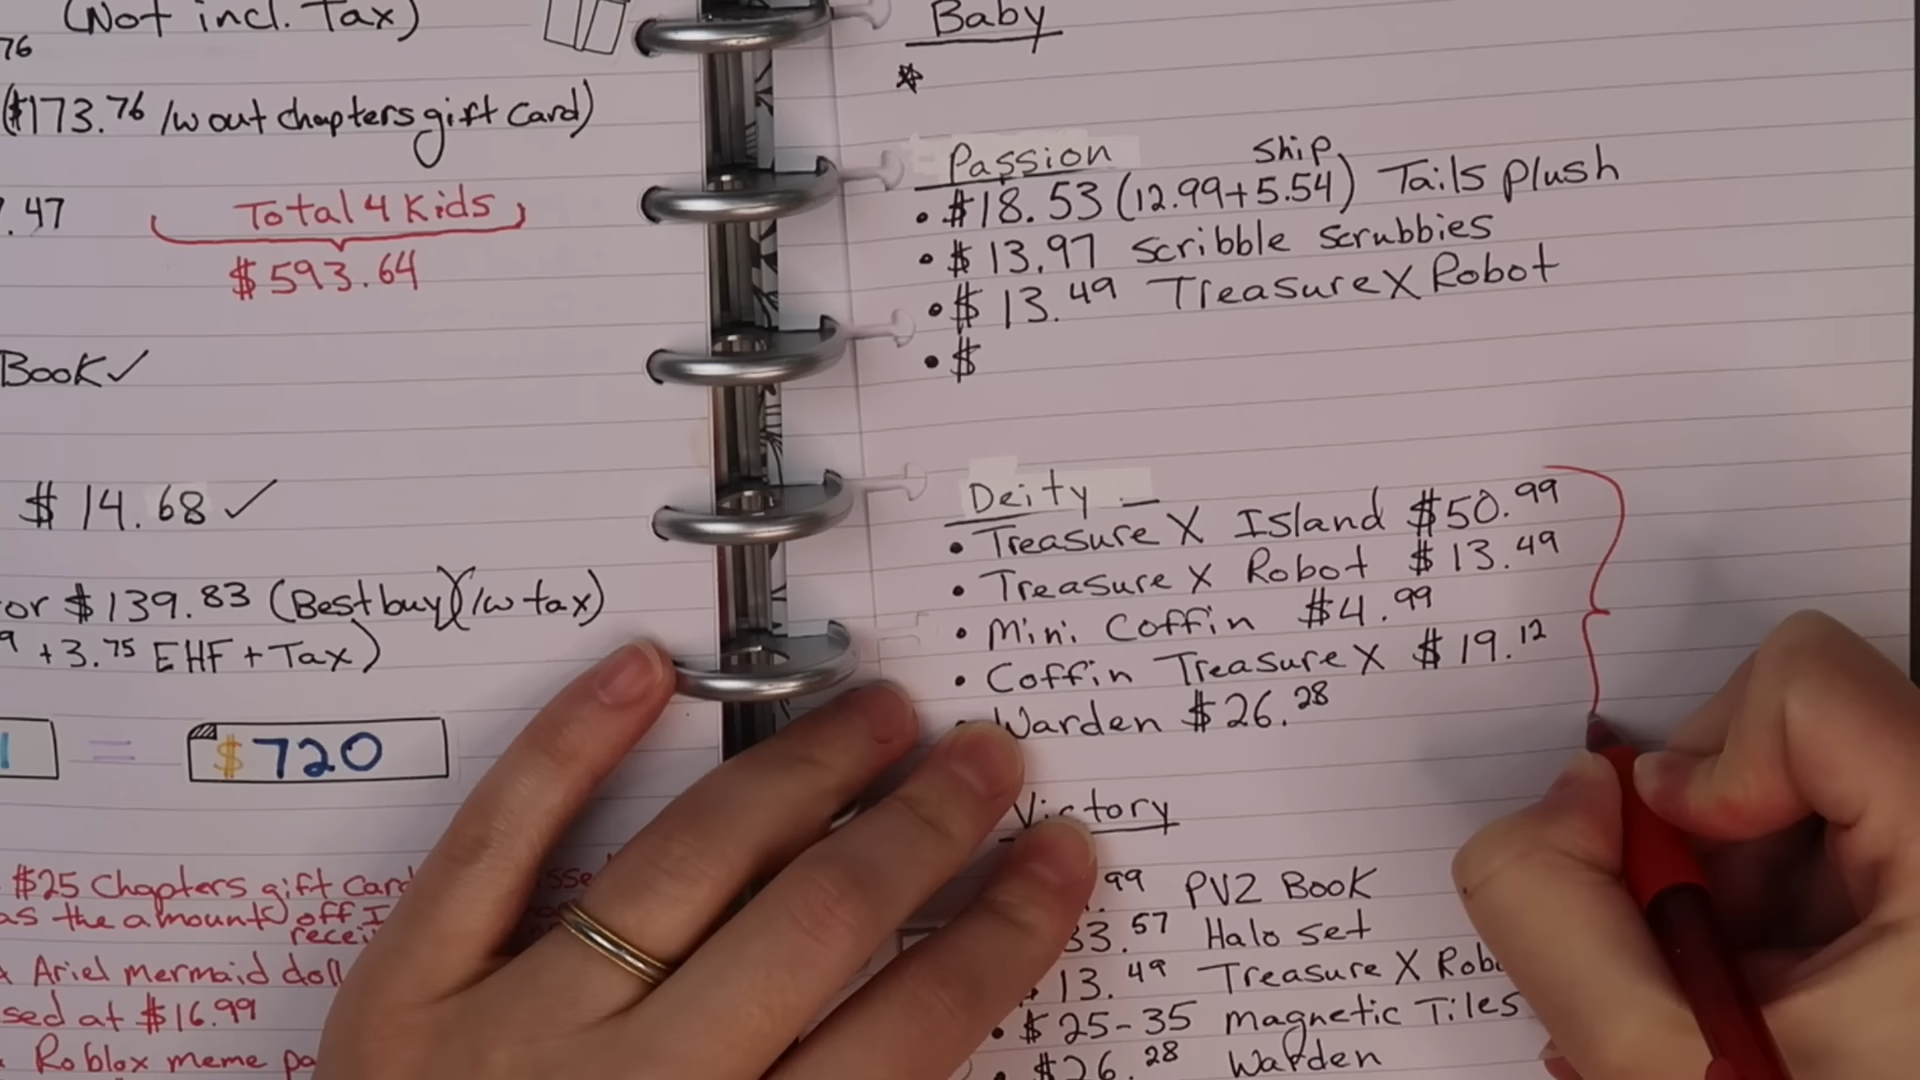 (Not incl. Tax)
76
($173.76 /w out chapters gift card)
.47
Total 4 Kids
$593.64
Book✓
$14.68 ✓
or $139.83 (Bestbuy)(/w tax)
9 +3.75 EHF + Tax)
= $720
$25 Chapters gift card
as the amount off
Ariel mermaid doll
sed at $16.99
Roblox meme
Baby
Passion
ship
• $18.53 (12.99+5.54) Tails plush
• $13.97 scribble scrubbies
• $13.49 Treasure X Robot
• $
Deity
• Treasure X Island $50.99
• Treasure X Robot $13.49
• Mini Coffin $4.99
• Coffin Treasure X $19.12
• Warden $26.28
Victory
.99 PVZ Book
33.57 Halo set
13.49 Treasure X
• $25-35 magnetic Tiles
• $26.28 Warden